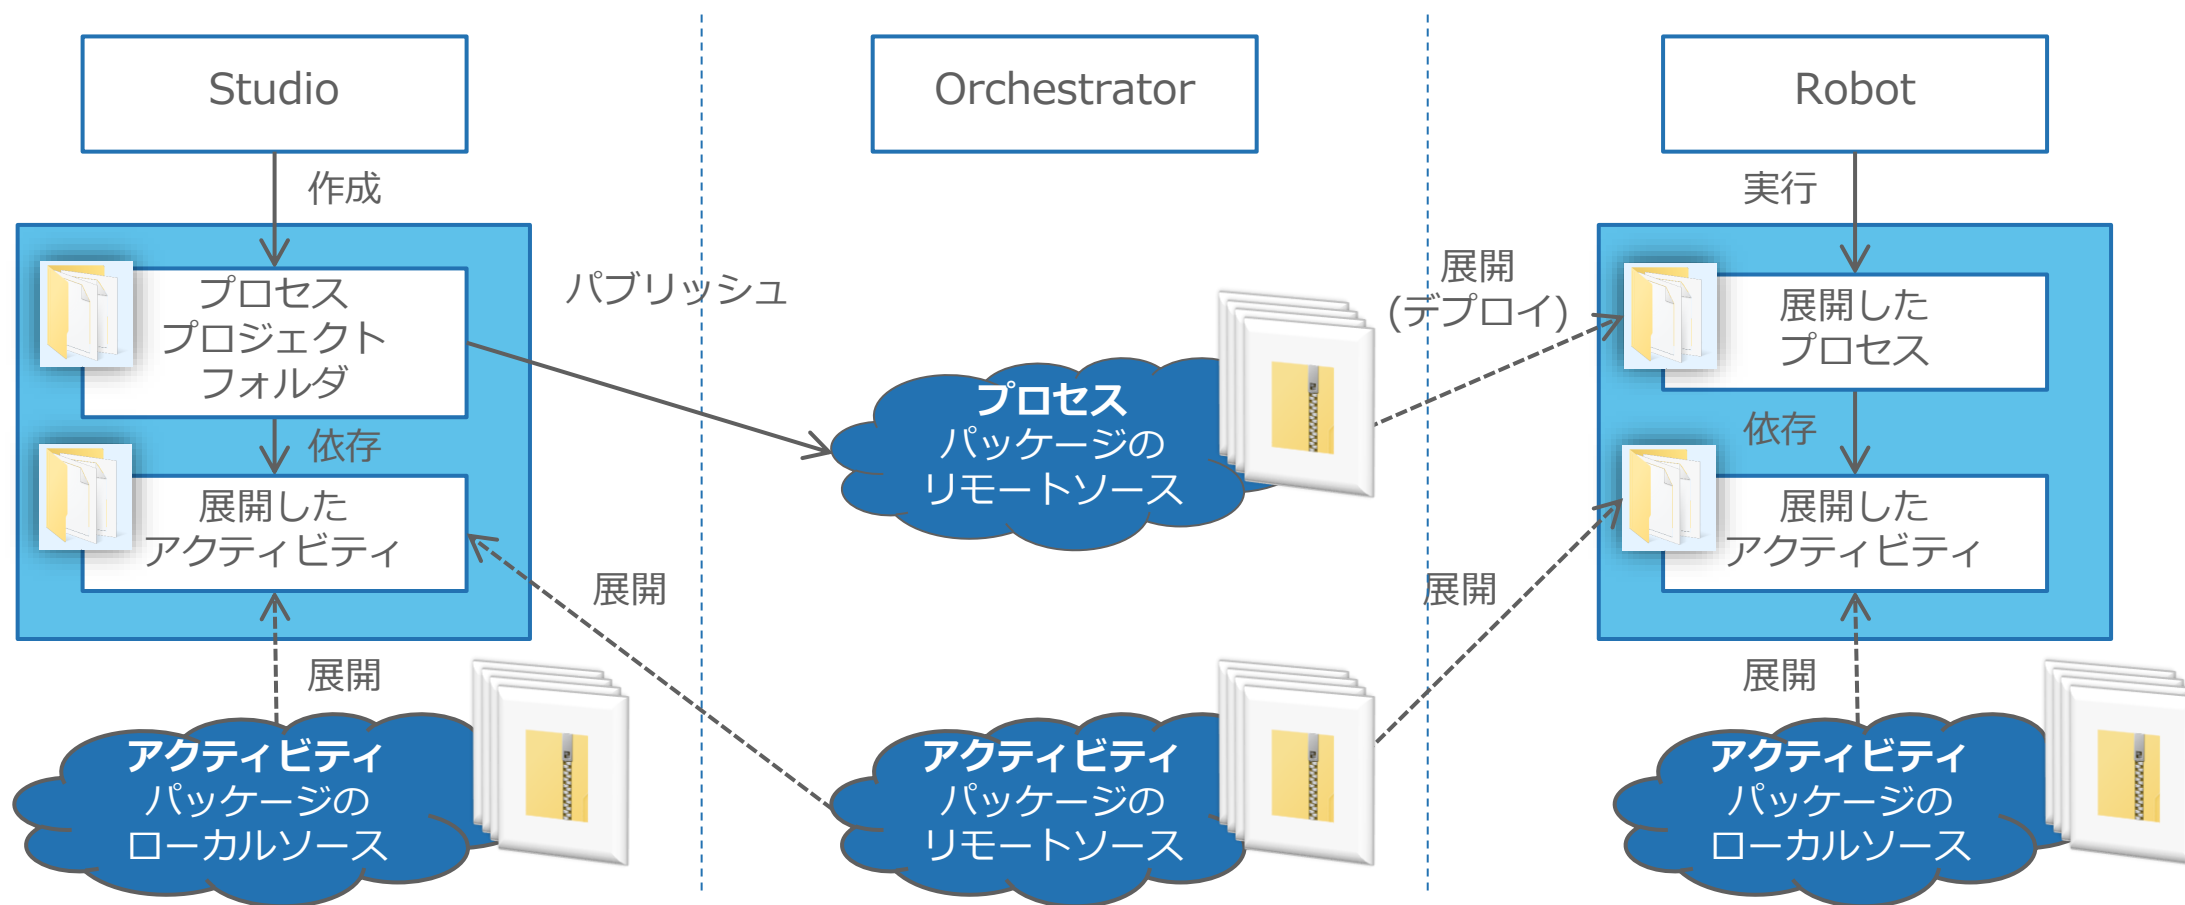 Studio
Orchestrator
Robot
作成
実行
プロセス
プロジェクト
フォルダ
パブリッシュ
展開
(デプロイ)
展開した
プロセス
プロセス
パッケージの
リモートソース
依存
依存
展開した
アクティビティ
展開した
アクティビティ
展開
展開
展開
展開
アクティビティ
パッケージの
ローカルソース
アクティビティ
パッケージの
リモートソース
アクティビティ
パッケージの
ローカルソース